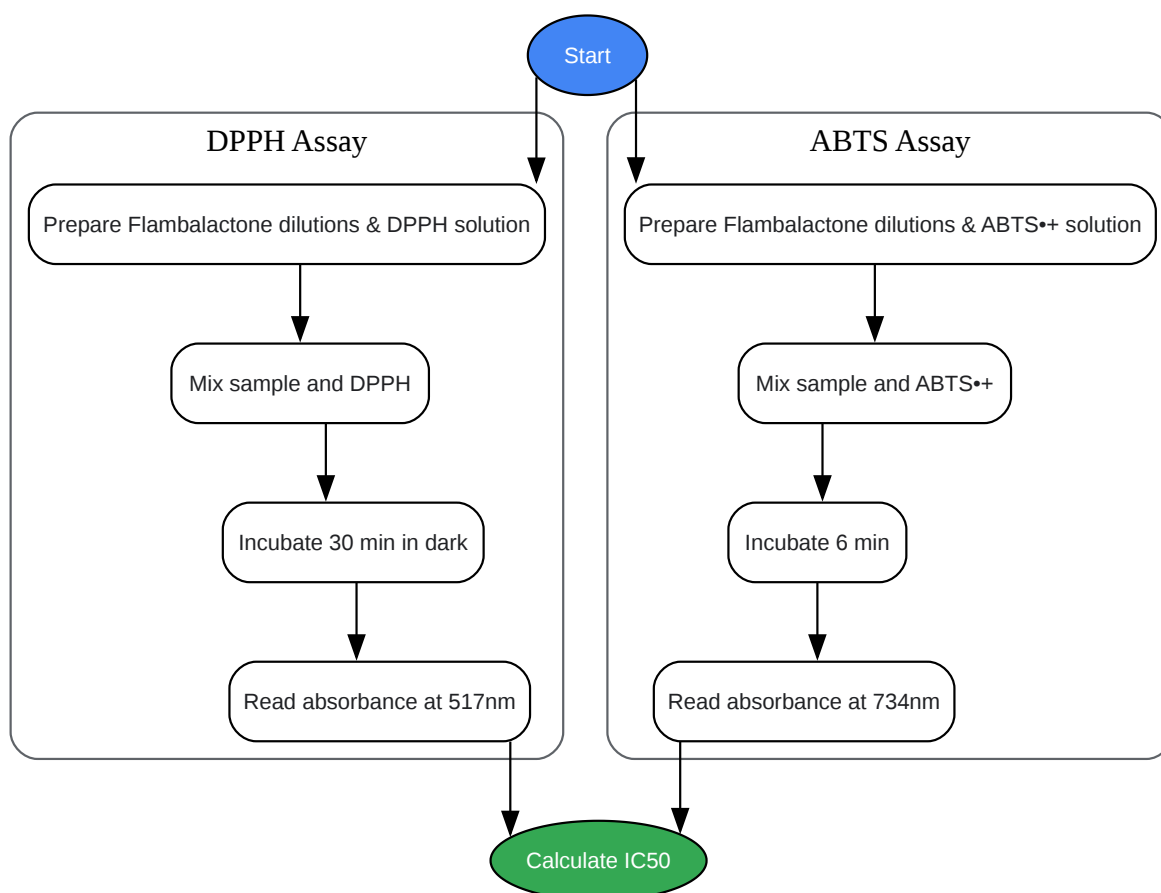 Start
DPPH Assay
Prepare Flambalactone dilutions & DPPH solution
Mix sample and DPPH
Incubate 30 min in dark
Read absorbance at 517nm
ABTS Assay
Prepare Flambalactone dilutions & ABTS•+ solution
Mix sample and ABTS•+
Incubate 6 min
Read absorbance at 734nm
Calculate IC50